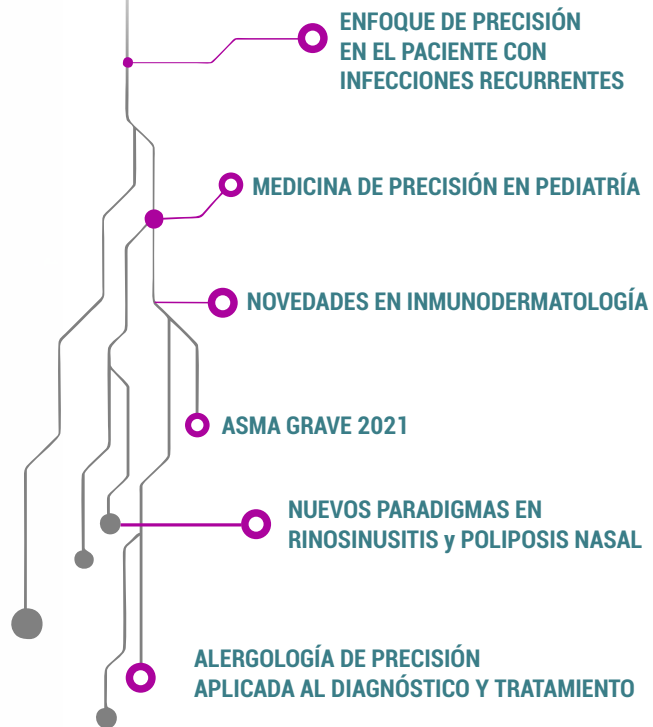 ENFOQUE DE PRECISIÓN
EN EL PACIENTE CON
INFECCIONES RECURRENTES
MEDICINA DE PRECISIÓN EN PEDIATRÍA
NOVEDADES EN INMUNODERMATOLOGÍA
ASMA GRAVE 2021
NUEVOS PARADIGMAS EN
RINOSINUSITIS y POLIPOSIS NASAL
ALERGOLOGÍA DE PRECISIÓN
APLICADA AL DIAGNÓSTICO Y TRATAMIENTO